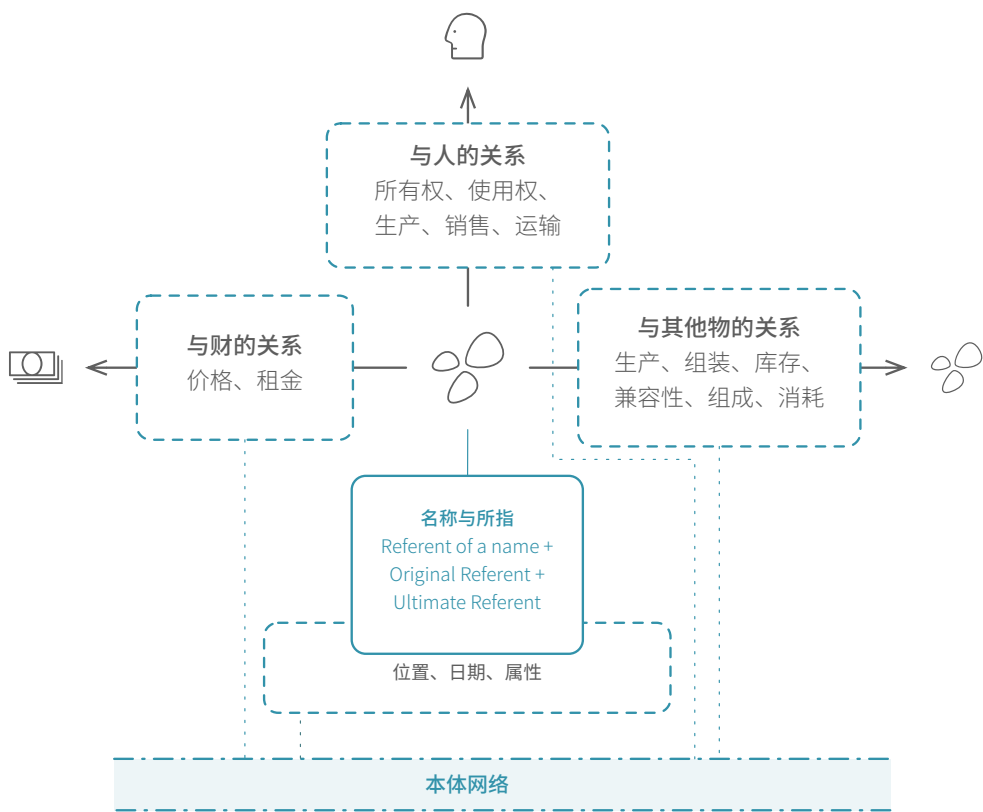 与人的关系
所有权、使用权、
生产、销售、运输
与财的关系
价格、租金
与其他物的关系
生产、组装、库存、
兼容性、组成、消耗
名称与所指
Referent of a name +
Original Referent +
Ultimate Referent
位置、日期、属性
本体网络